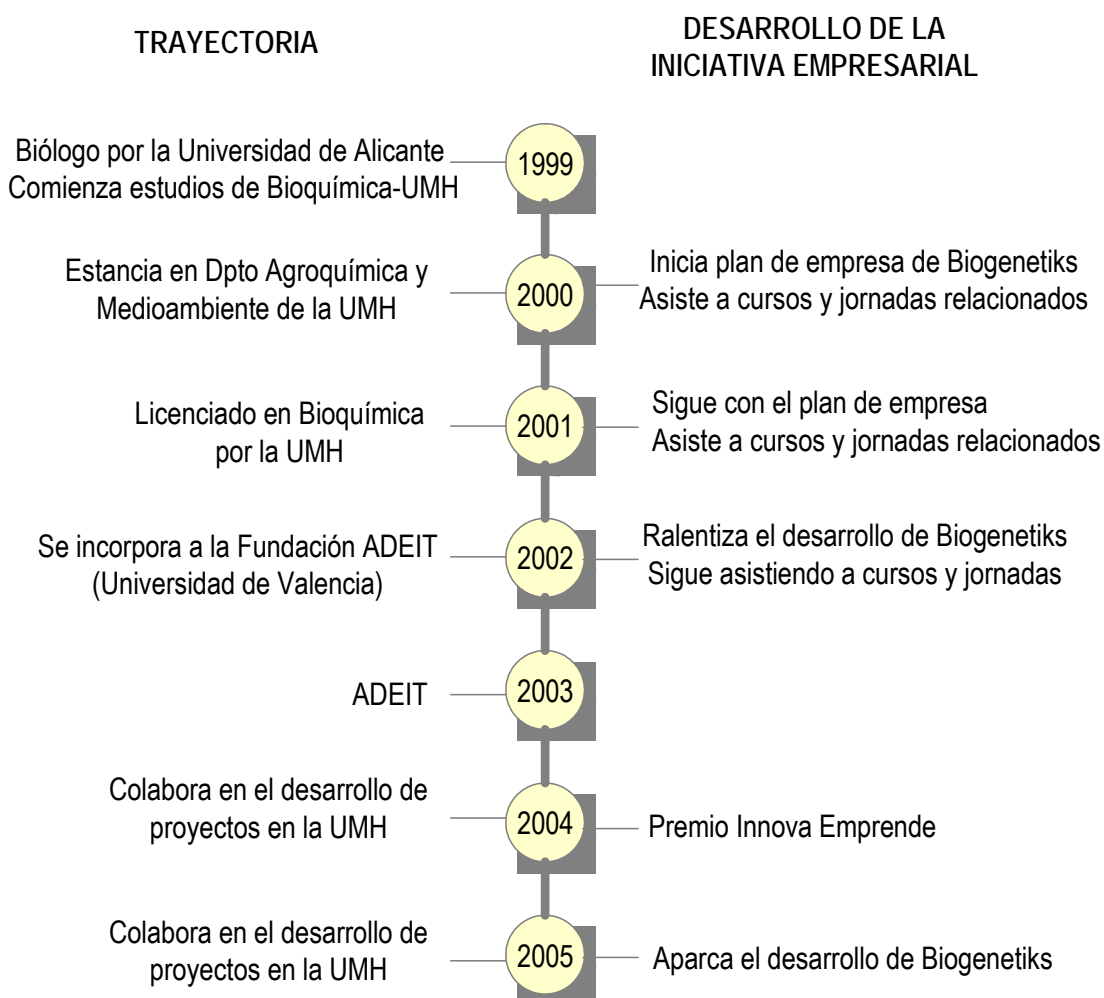 TRAYECTORIA
DESARROLLO DE LA
INICIATIVA EMPRESARIAL
Biólogo por la Universidad de Alicante
Comienza estudios de Bioquímica-UMH
1999
Estancia en Dpto Agroquímica y
Medioambiente de la UMH
2000
Inicia plan de empresa de Biogenetiks
Asiste a cursos y jornadas relacionados
Licenciado en Bioquímica
por la UMH
2001
Sigue con el plan de empresa
Asiste a cursos y jornadas relacionados
Se incorpora a la Fundación ADEIT
(Universidad de Valencia)
2002
Ralentiza el desarrollo de Biogenetiks
Sigue asistiendo a cursos y jornadas
ADEIT
2003
Colabora en el desarrollo de
proyectos en la UMH
2004
Premio Innova Emprende
Colabora en el desarrollo de
proyectos en la UMH
2005
Aparca el desarrollo de Biogenetiks